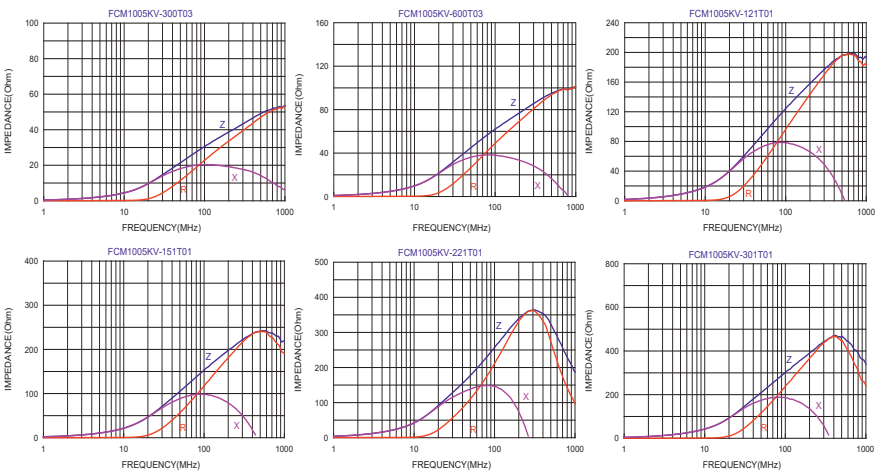 FCM1005KV-300T03
100
80
60
40
20
0
IMPEDANCE(Ohm)
Z
R
X
1 10 100 1000
FREQUENCY(MHz)
FCM1005KV-600T03
160
120
80
40
0
IMPEDANCE(Ohm)
Z
R
X
1 10 100 1000
FREQUENCY(MHz)
FCM1005KV-121T01
240
200
160
120
80
40
0
IMPEDANCE(Ohm)
Z
R
X
1 10 100 1000
FREQUENCY(MHz)
FCM1005KV-151T01
400
300
200
100
0
IMPEDANCE(Ohm)
Z
R
X
1 10 100 1000
FREQUENCY(MHz)
FCM1005KV-221T01
500
400
300
200
100
0
IMPEDANCE(Ohm)
Z
R
X
1 10 100 1000
FREQUENCY(MHz)
FCM1005KV-301T01
800
600
400
200
0
IMPEDANCE(Ohm)
Z
R
X
1 10 100 1000
FREQUENCY(MHz)